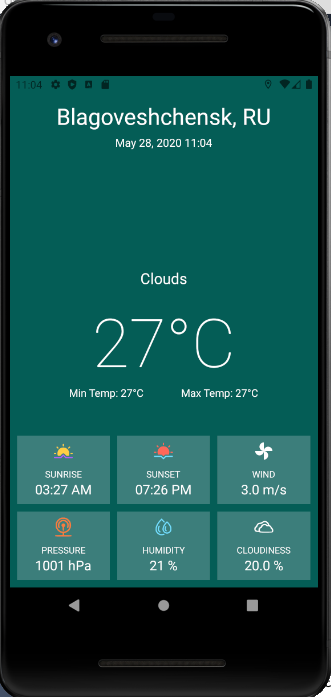 11:04
Blagoveshchensk, RU
May 28, 2020 11:04
Clouds
27°C
Min Temp: 27°C Max Temp: 27°C
SUNRISE SUNSET WIND
03:27 AM 07:26 PM 3.0 m/s
PRESSURE HUMIDITY CLOUDINESS
1001 hPa 21 % 20.0 %